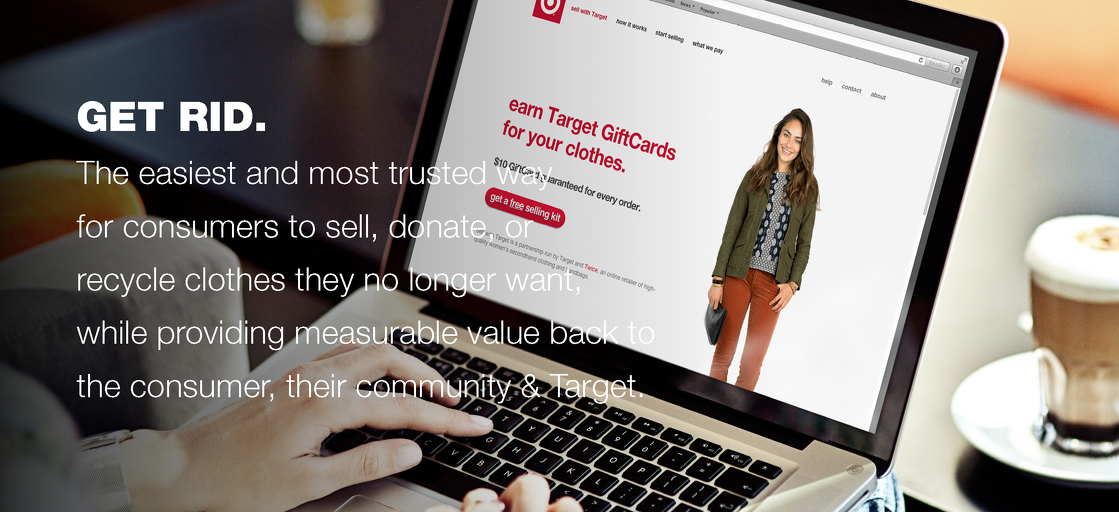 GET RID.
The easiest and most trusted way
for consumers to sell, donate, or
recycle clothes they no longer want,
while providing measurable value back to
the consumer, their community & Target.
News
Popular
Reader
sell with Target
how it works
start selling
what we pay
help
contact
about
earn Target GiftCards
for your clothes.
$10 GiftCard guaranteed for every order.
get a free selling kit
Target is a partnership run by Target and Twice, an online retailer of high-
quality women's secondhand clothing and handbags.